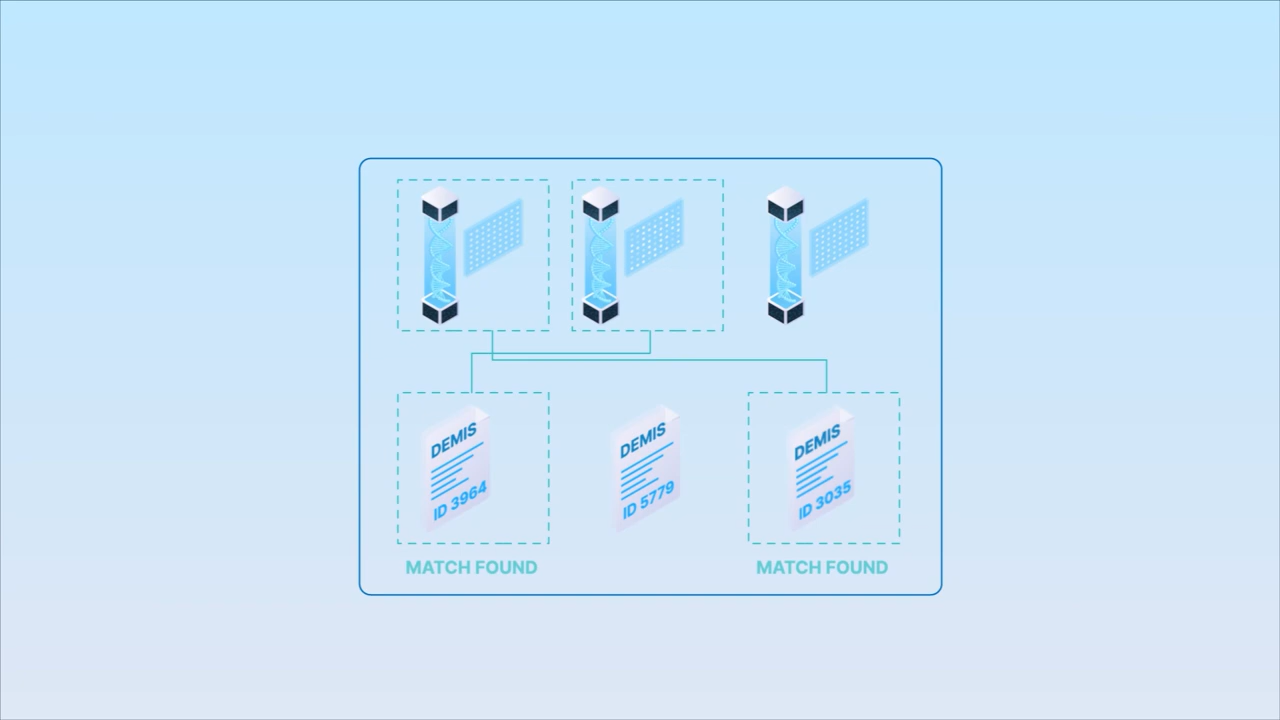 DEMIS
ID 3964
DEMIS
ID 5779
DEMIS
ID 3035
MATCH FOUND
MATCH FOUND